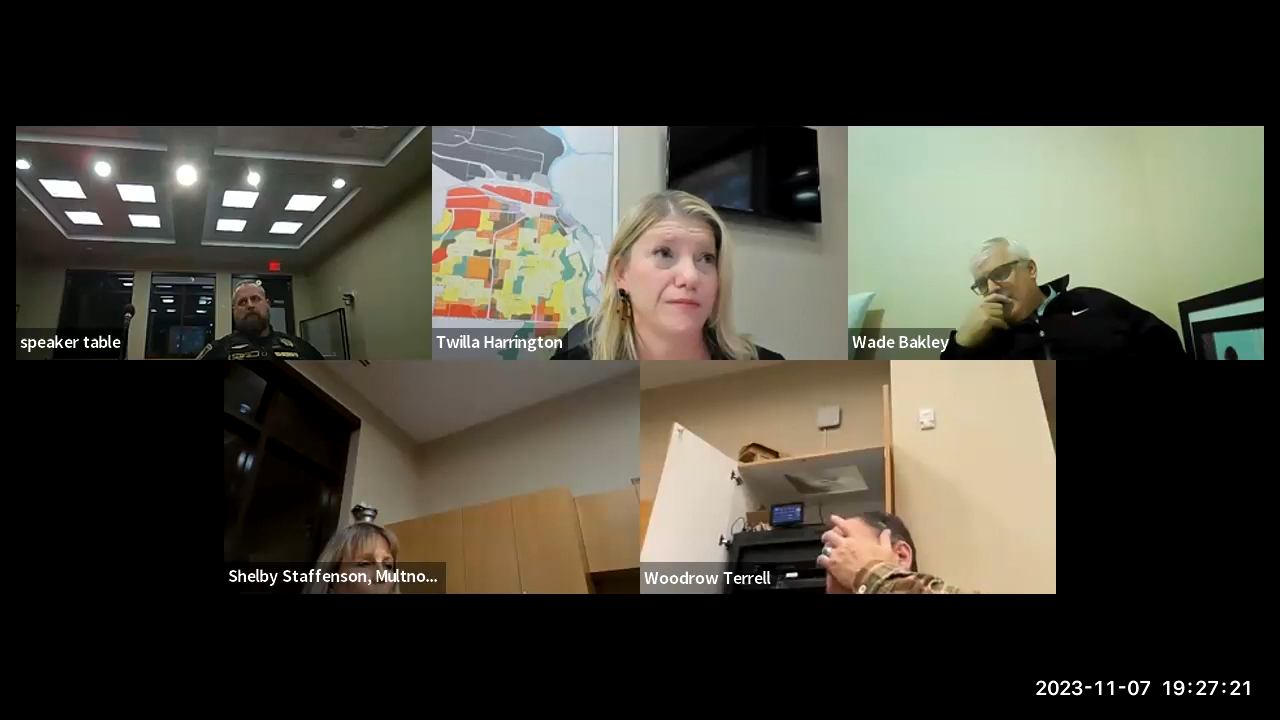 speaker table
Twilla Harrington
Wade Bakley
Shelby Staffenson, Multno...
Woodrow Terrell
2023-11-07 19:27:21